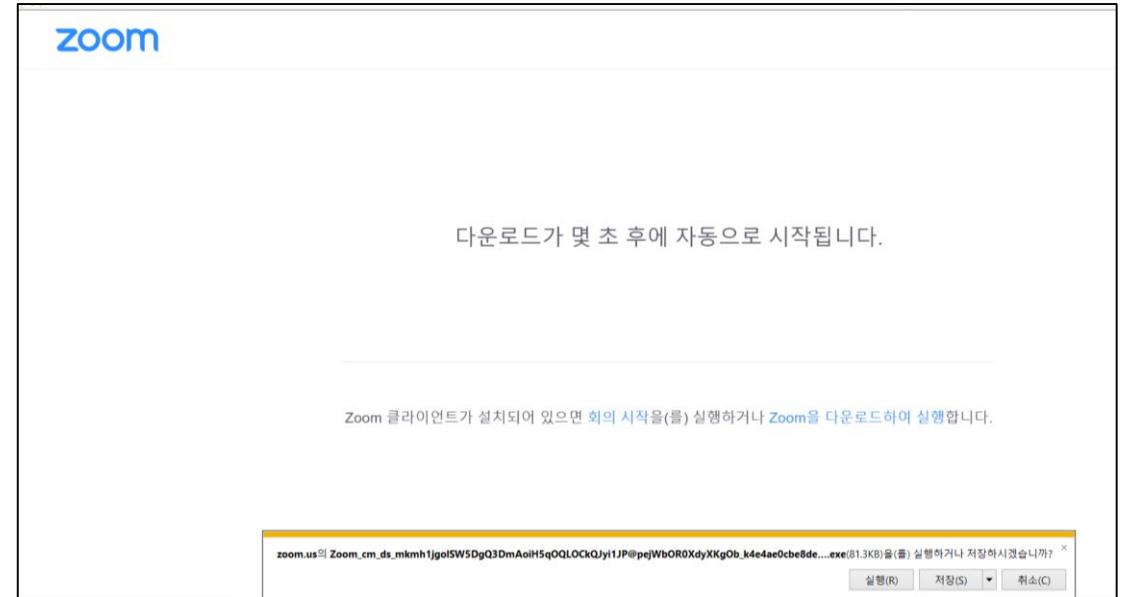 zoom
다운로드가 몇 초 후에 자동으로 시작됩니다.
Zoom 클라이언트가 설치되어 있으면 회의 시작을(를) 실행하거나 Zoom을 다운로드하여 실행합니다.
zoom.us의 Zoom_cm_ds_mkmh1jgolSW5DgQ3DmAoiH5qOQLOCkQJyi1JP@pejWbOR0XdyXKgOb_k4e4ae0cbe8de....exe(81.3KB)을(를) 실행하거나 저장하시겠습니까? ×
실행(R) 저장(S) ▼ 취소(C)